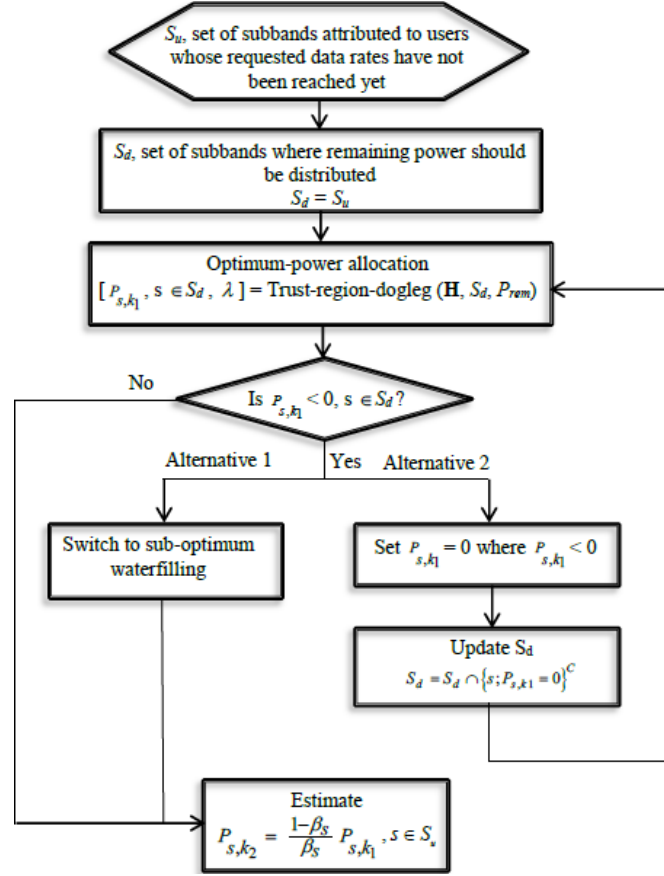 S_u, set of subbands attributed to users
whose requested data rates have not
been reached yet
S_d, set of subbands where remaining power should
be distributed
S_d = S_u
Optimum-power allocation
[ P_{s,k_1} , s ∈ S_d , λ ] = Trust-region-dogleg (H, S_d, P_{rem})
No
Is P_{s,k_1} < 0, s ∈ S_d ?
Alternative 1
Yes
Alternative 2
Switch to sub-optimum
waterfilling
Set P_{s,k_1} = 0 where P_{s,k_1} < 0
Update S_d
S_d = S_d ∩ {s; P_{s,k1} = 0}^C
Estimate
P_{s,k_2} = \frac{1-β_S}{β_S} P_{s,k_1} , s ∈ S_u